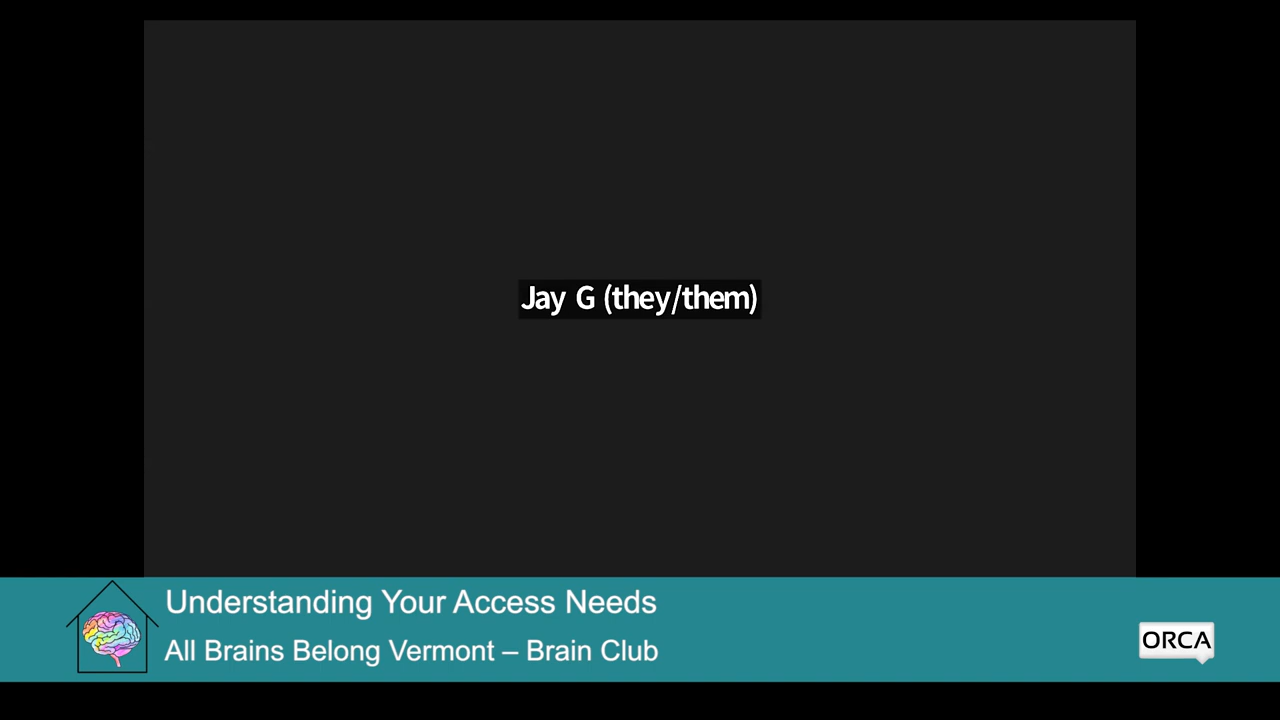 Jay G (they/them)
Understanding Your Access Needs
All Brains Belong Vermont – Brain Club
ORCA